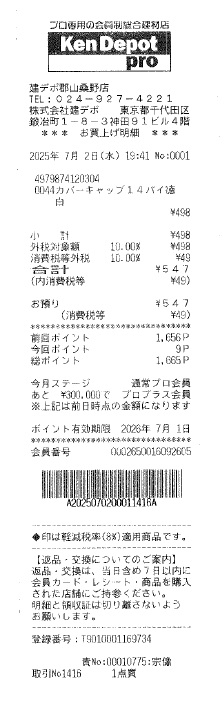 プロ専用の会員制総合建材店
Ken Depot
pro
建デポ郡山桑野店
TEL:024-927-4221
株式会社建デポ 東京都千代田区
鍛冶町1-8-3神田91ビル4階
*** お買上げ明細 ***
2025年 7月 2日(水) 19:41 No:0001
4979874120304
0044カバーキャップ14バイ遠
白
¥498
小 計 ¥498
外税対象額 10.00% ¥498
消費税等外税 10.00% ¥49
合計 ¥547
(内消費税等 ¥49)
お預り ¥547
(消費税等 ¥49)
前回ポイント 1,656P
今回ポイント 9P
総ポイント 1,665P
今月ステージ 通常プロ会員
あと ¥300,000で プロプラス会員
※上記は前日時点の金額になります
ポイント有効期限 2026年 7月 1日
会員番号 0002650016092605
A2025070200011416A
◆印は軽減税率(8%)適用商品です。
【返品・交換についてのご案内】
返品・交換は、当日含め7日以内に
会員カード・レシート・商品を購入
された店舗にご持参ください。
明細と領収証は切り離さないよう
お願いします。
登録番号:T9010001169734
責No:00010775:宗像
取引No1416 1点買